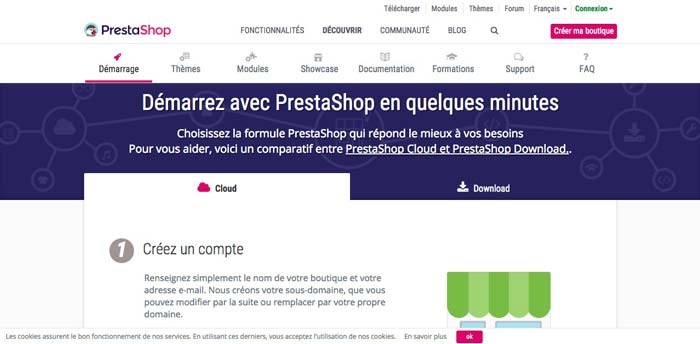 Télécharger Modules Thèmes Forum Français Connexion
PrestaShop FONCTIONNALITÉS DÉCOUVRIR COMMUNAUTÉ BLOG Créer ma boutique
Démarrage Thèmes Modules Showcase Documentation Formations Support FAQ
Démarrez avec PrestaShop en quelques minutes
Choisissez la formule PrestaShop qui répond le mieux à vos besoins
Pour vous aider, voici un comparatif entre PrestaShop Cloud et PrestaShop Download..
Cloud Download
1 Créez un compte
Renseignez simplement le nom de votre boutique et votre
adresse e-mail. Nous créons votre sous-domaine, que vous
pouvez modifier par la suite ou remplacer par votre propre
domaine.
Les cookies assurent le bon fonctionnement de nos services. En utilisant ces derniers, vous acceptez l'utilisation de nos cookies. En savoir plus ok